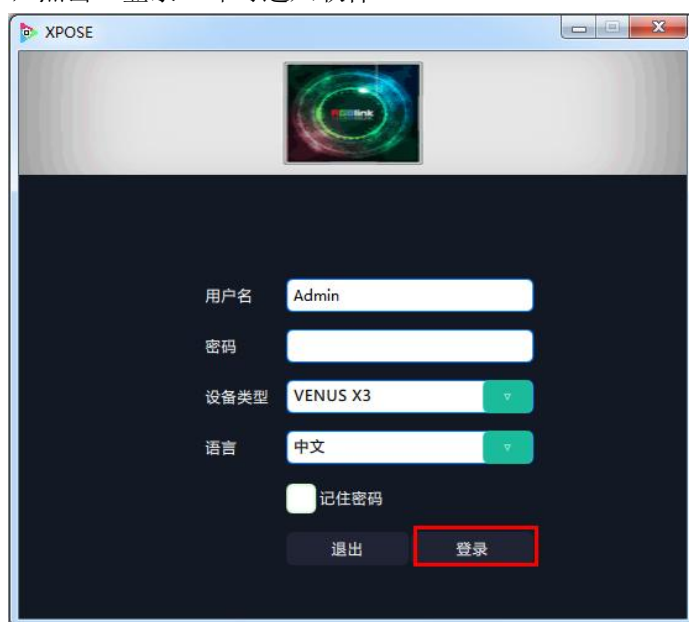 XPOSE
RGBlink
用户名 Admin
密码
设备类型 VENUS X3
语言 中文
记住密码
退出 登录